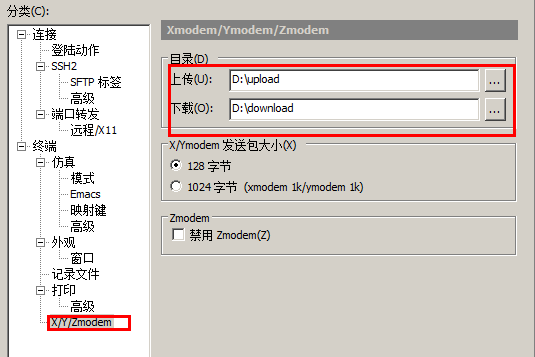 分类(C):
连接
登陆动作
SSH2
SFTP 标签
高级
端口转发
远程/X11
终端
仿真
模式
Emacs
映射键
高级
外观
窗口
记录文件
打印
高级
X/Y/Zmodem
Xmodem/Ymodem/Zmodem
目录(D)
上传(U): D:\upload ...
下载(O): D:\download ...
X/Ymodem 发送包大小(X)
128 字节
1024 字节 (xmodem 1k/ymodem 1k)
Zmodem
禁用 Zmodem(Z)